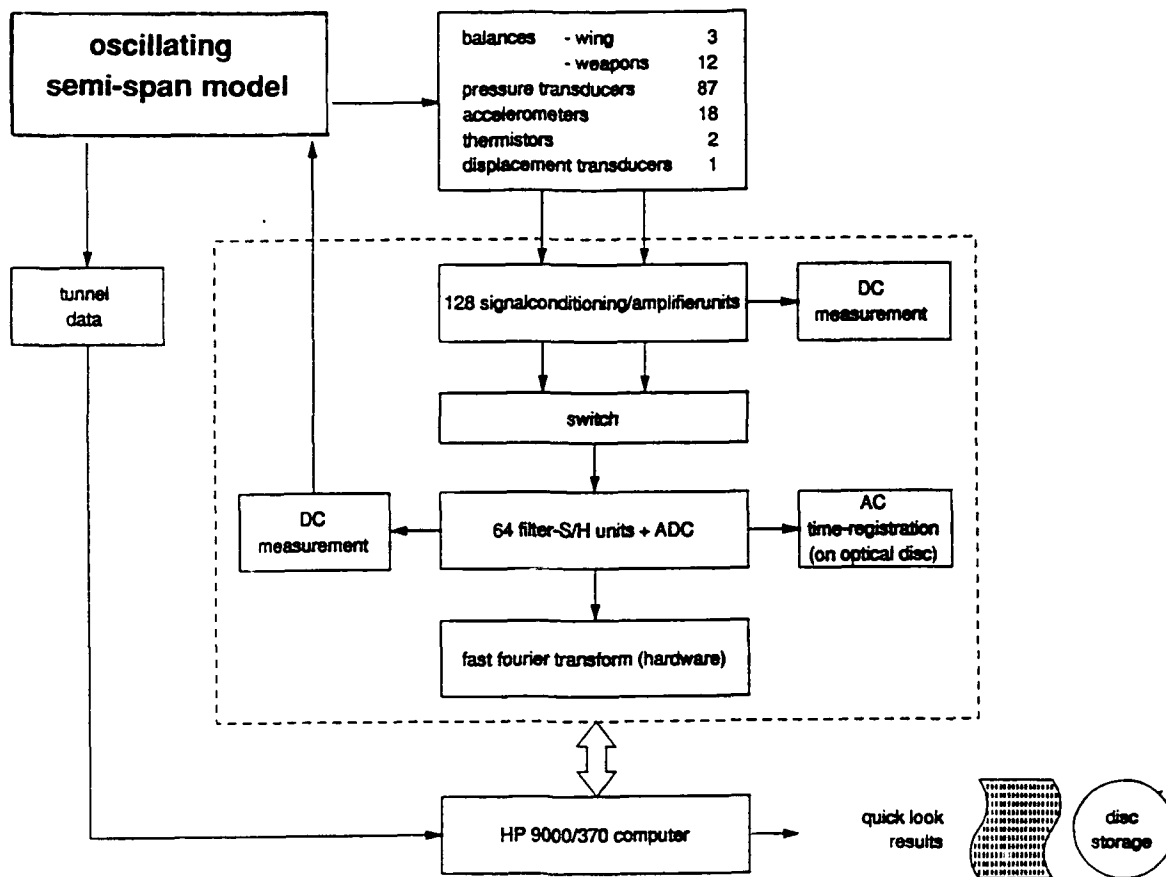 oscillating
semi-span model
balances - wing 3
- weapons 12
pressure transducers 87
accelerometers 18
thermistors 2
displacement transducers 1
tunnel
data
128 signalconditioning/amplifierunits
DC
measurement
switch
DC
measurement
64 filter-S/H units + ADC
AC
time-registration
(on optical disc)
fast fourier transform (hardware)
HP 9000/370 computer
quick look
results
disc
storage